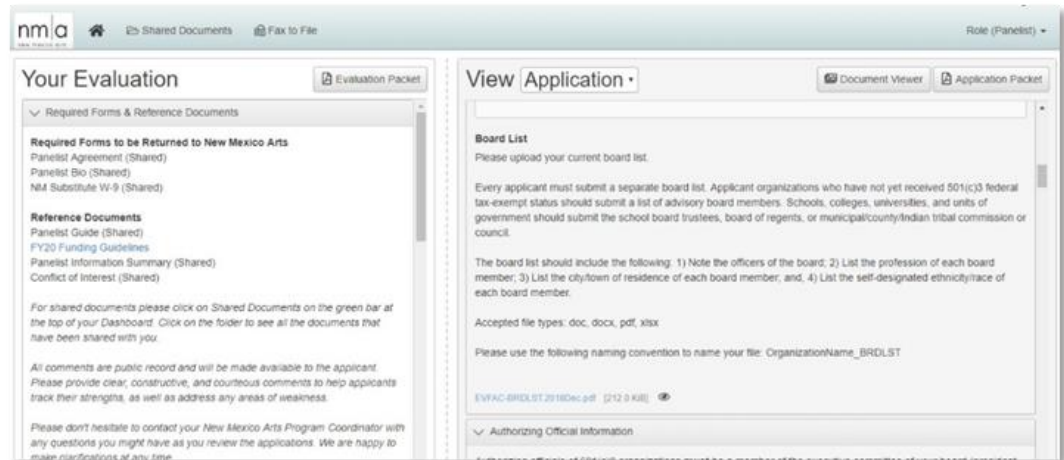 nm a
Shared Documents
Fax to File
Role (Panelist)
Your Evaluation
Evaluation Packet
Required Forms & Reference Documents
Required Forms to be Returned to New Mexico Arts
Panelist Agreement (Shared)
Panelist Bio (Shared)
NM Substitute W-9 (Shared)
Reference Documents
Panelist Guide (Shared)
FY20 Funding Guidelines
Panelist Information Summary (Shared)
Conflict of Interest (Shared)
For shared documents please click on Shared Documents on the green bar at
the top of your Dashboard. Click on the folder to see all the documents that
have been shared with you.
All comments are public record and will be made available to the applicant.
Please provide clear, constructive, and courteous comments to help applicants
track their strengths, as well as address any areas of weakness.
Please don't hesitate to contact your New Mexico Arts Program Coordinator with
any questions you might have as you review the applications. We are happy to
make clarifications at any time.
View Application
Document Viewer
Application Packet
Board List
Please upload your current board list.
Every applicant must submit a separate board list. Applicant organizations who have not yet received 501(c)3 federal
tax-exempt status should submit a list of advisory board members. Schools, colleges, universities, and units of
government should submit the school board trustees, board of regents, or municipal/county/Indian tribal commission or
council.
The board list should include the following: 1) Note the officers of the board; 2) List the profession of each board
member; 3) List the city/town of residence of each board member; and, 4) List the self-designated ethnicity/race of
each board member.
Accepted file types: doc, docx, pdf, xlsx
Please use the following naming convention to name your file: OrganizationName_BRDLST
EVFAC-BRDLST.2018Dec.pdf [212.0 KiB]
Authorizing Official Information